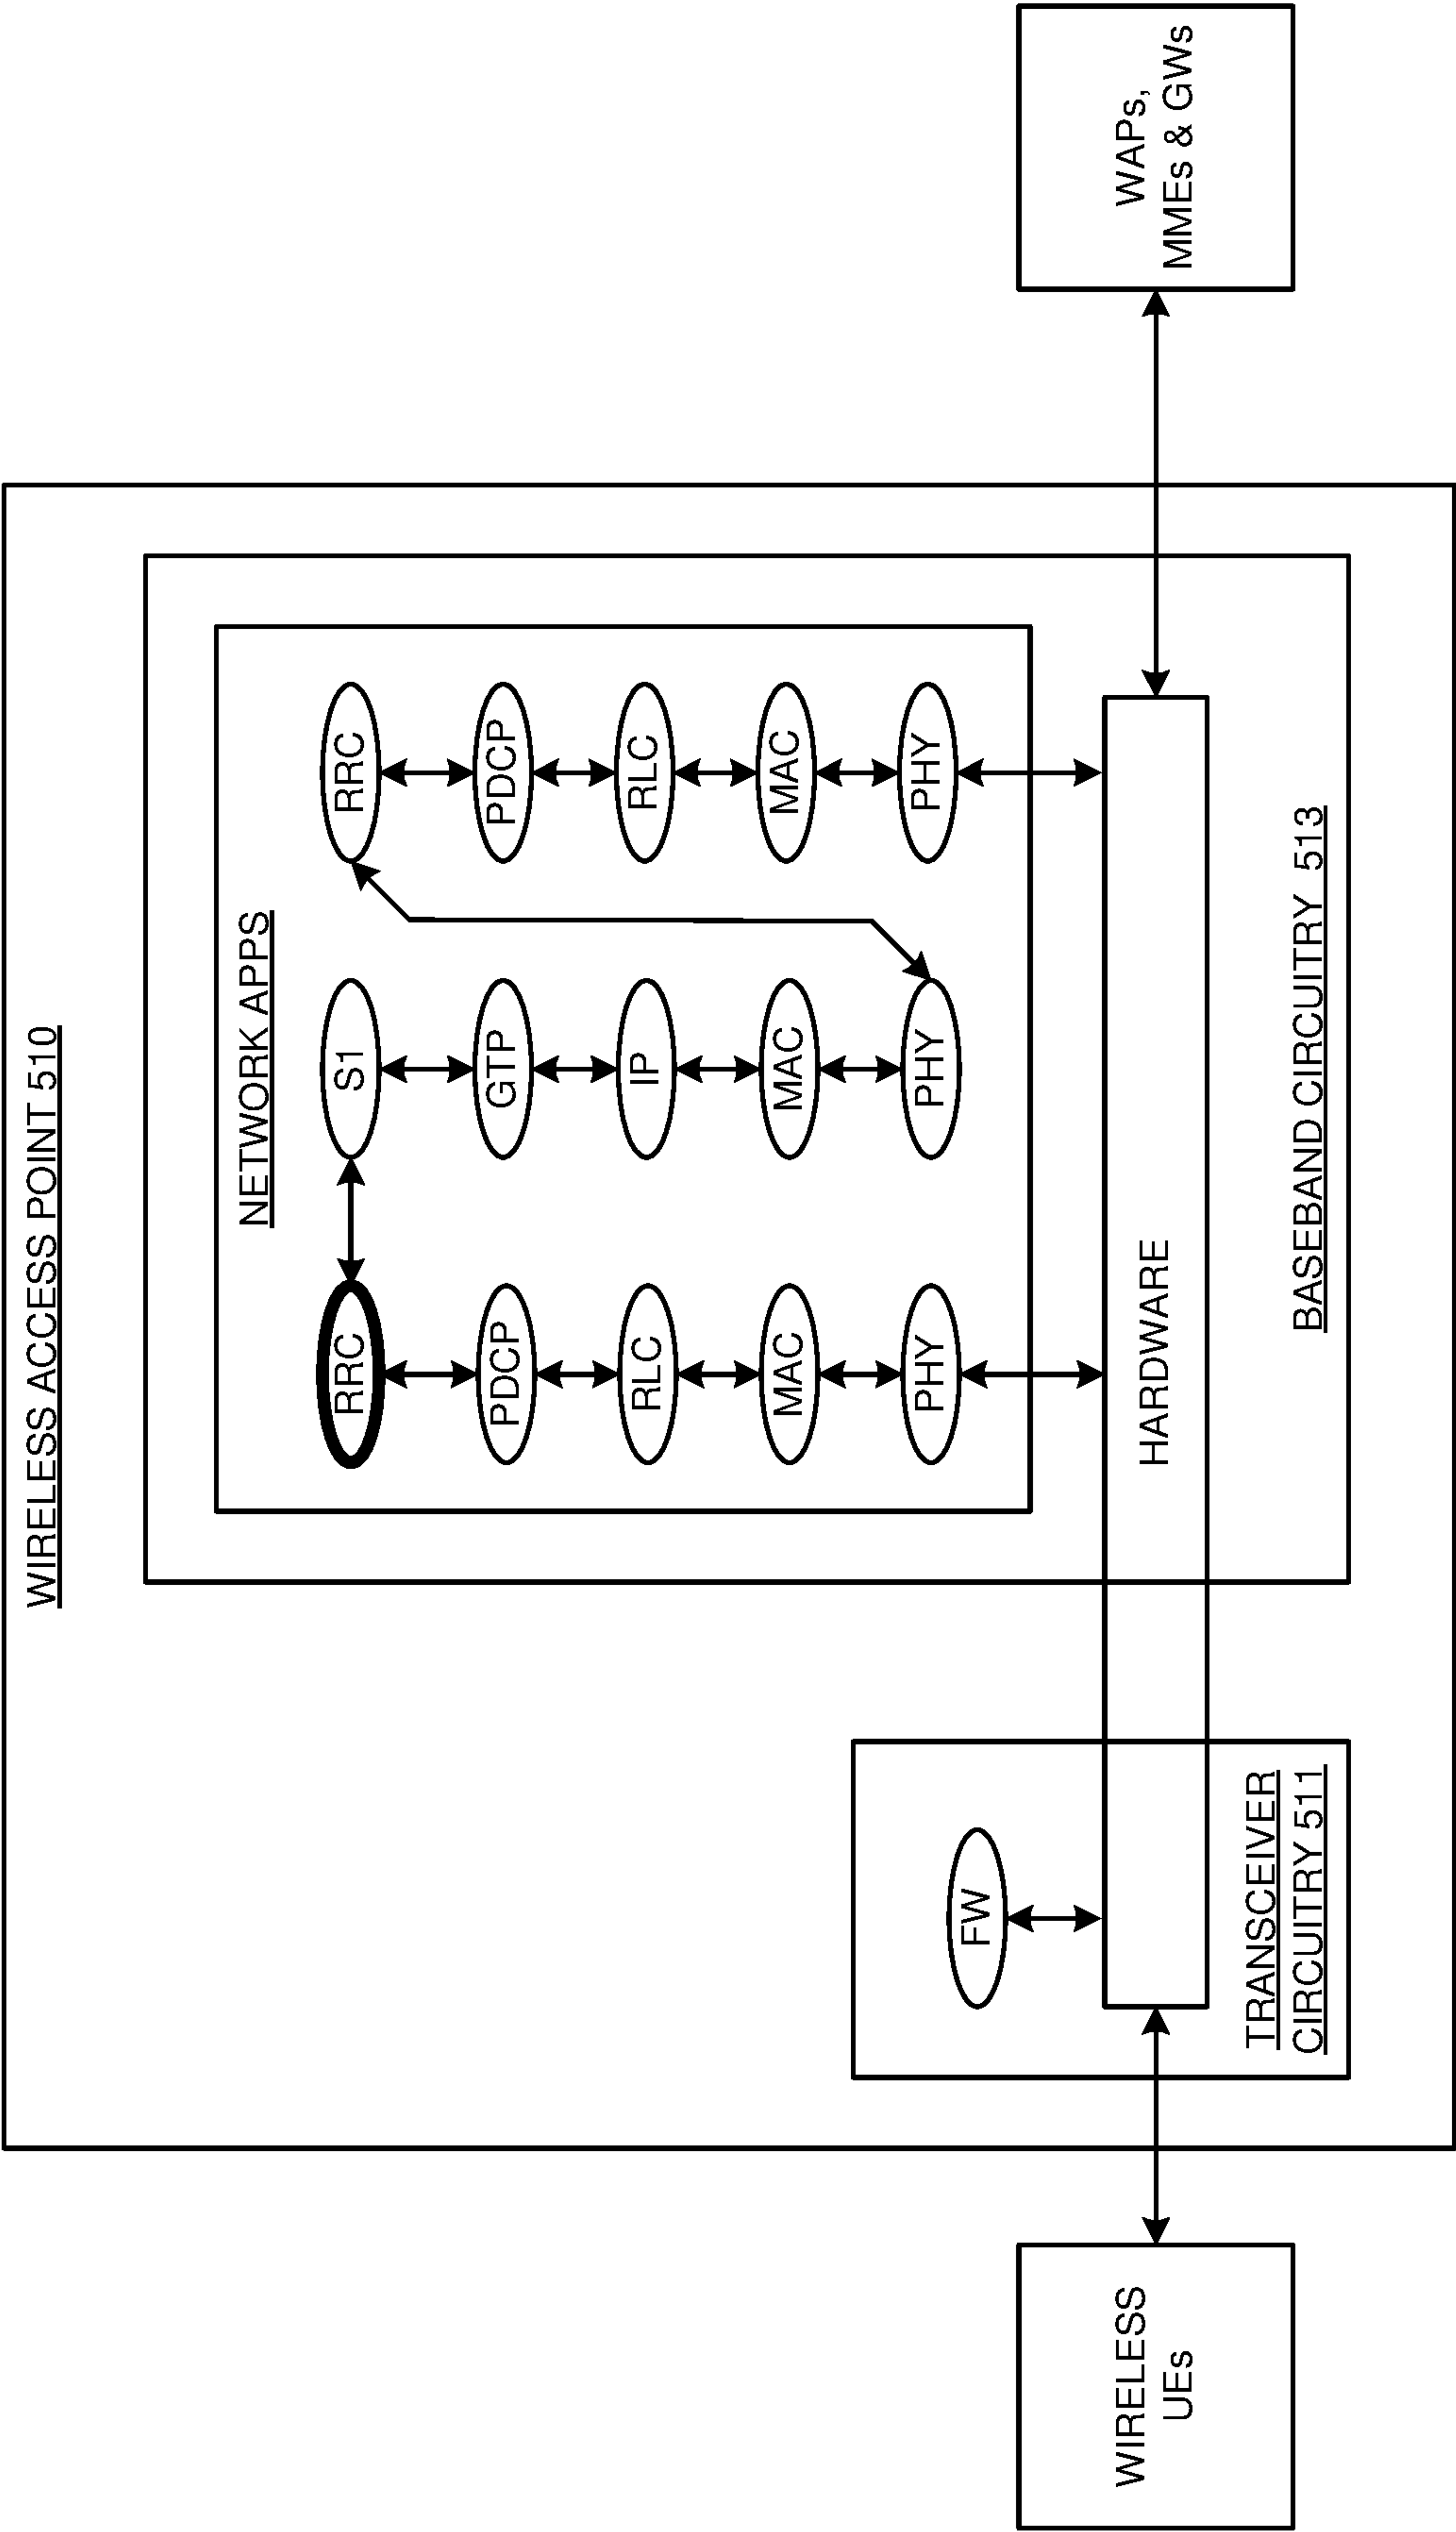 WIRELESS ACCESS POINT 510
NETWORK APPS
RRC
S1
RRC
PDCP
GTP
PDCP
RLC
IP
RLC
MAC
MAC
MAC
PHY
PHY
PHY
FW
WIRELESS
UEs
HARDWARE
WAPs,
MMEs & GWs
TRANSCEIVER
CIRCUITRY 511
BASEBAND CIRCUITRY 513